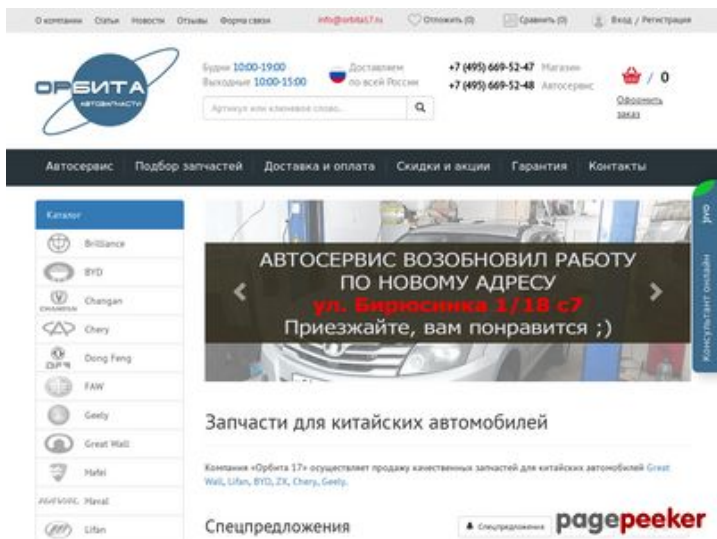 О компании Статьи Новости Отзывы Форма связи info@orbita17.ru Отложить (0) Сравнить (0) Вход / Регистрация
ОРБИТА
АВТОЗАПЧАСТИ
Будни 10:00-19:00
Выходные 10:00-15:00
Доставляем
по всей России
+7 (495) 669-52-47 Магазин
+7 (495) 669-52-48 Автосервис
/ 0
Оформить
заказ
Артикул или ключевое слово...
Автосервис Подбор запчастей Доставка и оплата Скидки и акции Гарантия Контакты
Каталог
Brilliance
BYD
Changan
Chery
Dong Feng
FAW
Geely
Great Wall
Hafei
Haval
Lifan
АВТОСЕРВИС ВОЗОБНОВИЛ РАБОТУ
ПО НОВОМУ АДРЕСУ
ул. Бирюсинка 1/18 с7
Приезжайте, вам понравится ;)
Консультант онлайн jivo
Запчасти для китайских автомобилей
Компания «Орбита 17» осуществляет продажу качественных запчастей для китайских автомобилей Great
Wall, Lifan, BYD, ZX, Chery, Geely.
Спецпредложения
Спецпредложения
pagepeeker